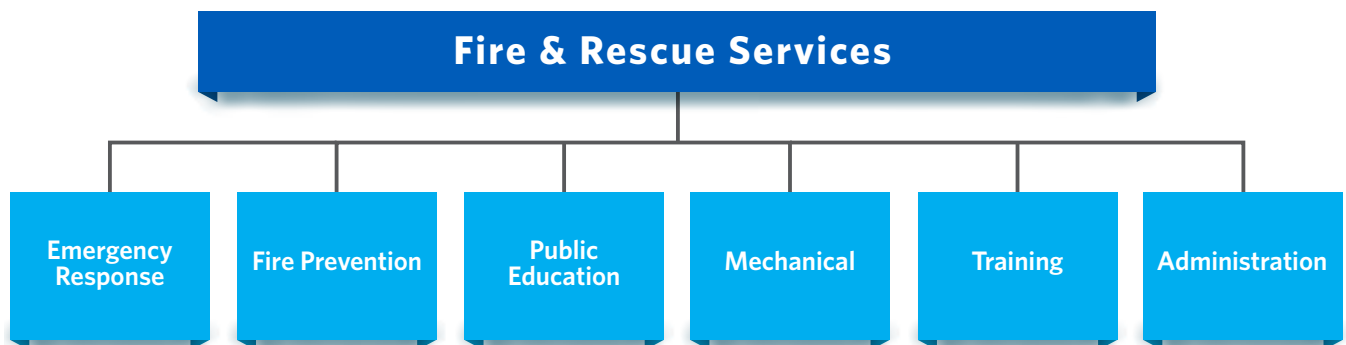 Fire & Rescue Services
Emergency
Response
Fire Prevention
Public
Education
Mechanical
Training
Administration